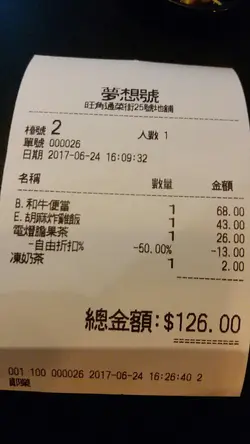 夢想號
旺角通菜街25號地舖
檯號 2 人數 1
單號 000026
日期 2017-06-24 16:09:32
名稱 數量 金額
B.和牛便當 1 68.00
E.胡麻炸雞飯 1 43.00
電燈膽果茶 1 26.00
-自由折扣% -50.00% -13.00
凍奶茶 1 2.00
總金額:$126.00
001 100 000026 2017-06-24 16:26:40 2